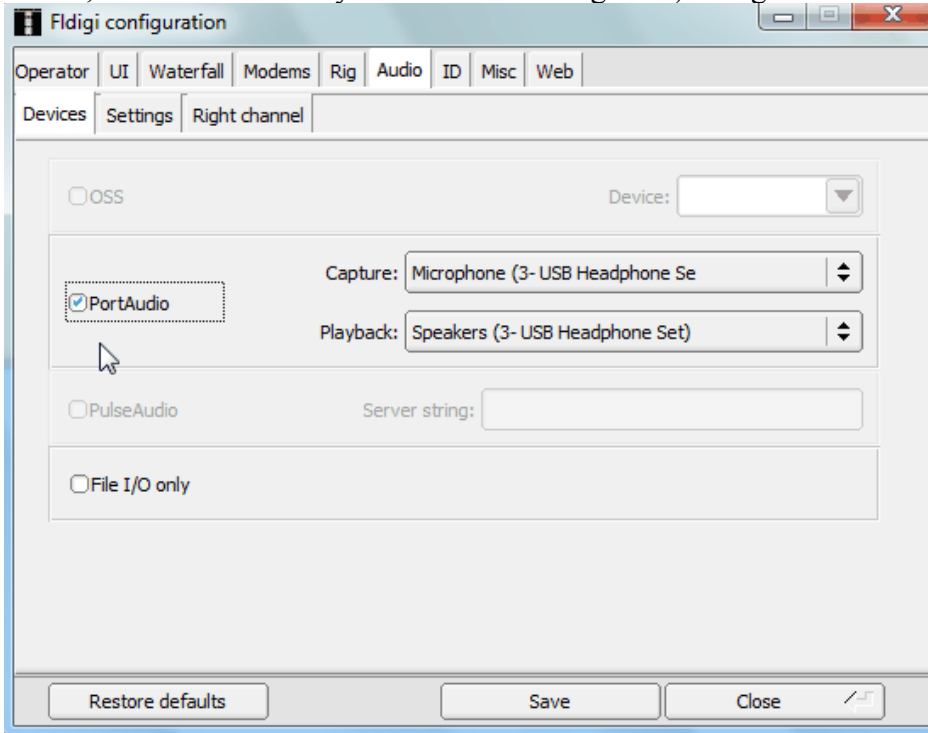 Fldigi configuration
Operator UI Waterfall Modems Rig Audio ID Misc Web
Devices Settings Right channel
OSS Device:
Capture: Microphone (3- USB Headphone Se
PortAudio
Playback: Speakers (3- USB Headphone Set)
PulseAudio Server string:
File I/O only
Restore defaults Save Close